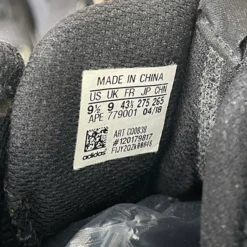 MADE IN CHINA
US UK FR JP CHN
9½ 9 43⅓ 275 265
APE 779001 04/18
ART CQ0838
#120179817
adidas